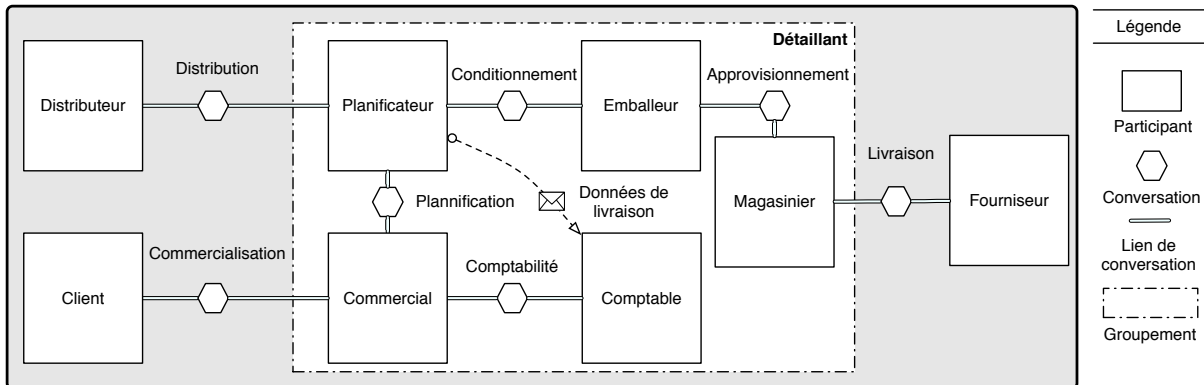 Détaillant
Légende
Distribution
Conditionnement
Approvisionnement
Distributeur
Planificateur
Emballeur
Participant
Livraison
Données de
livraison
Plannification
Magasinier
Fourniseur
Conversation
Commercialisation
Comptabilité
Lien de
conversation
Client
Commercial
Comptable
Groupement